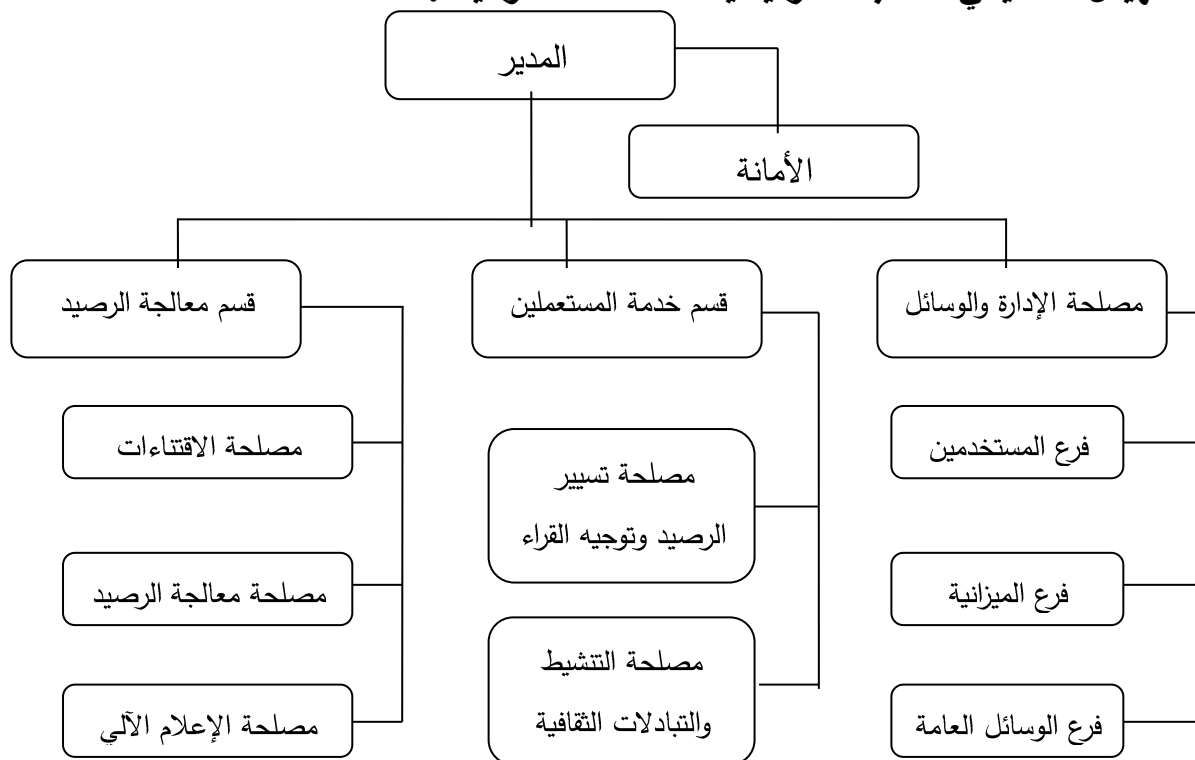 المدير
الأمانة
مصلحة الإدارة والوسائل
قسم خدمة المستعملين
قسم معالجة الرصيد
فرع المستخدمين
فرع الميزانية
فرع الوسائل العامة
مصلحة تسيير
الرصيد وتوجيه القراء
مصلحة التنشيط
والتبادلات الثقافية
مصلحة الاقتناءات
مصلحة معالجة الرصيد
مصلحة الإعلام الآلي